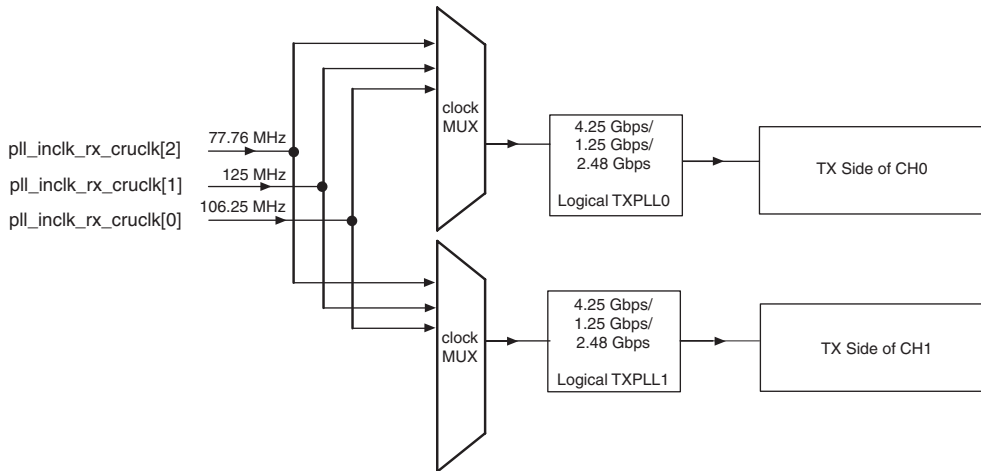 77.76 MHz
pll_inclk_rx_cruclk[2]
125 MHz
pll_inclk_rx_cruclk[1]
106.25 MHz
pll_inclk_rx_cruclk[0]
clock
MUX
4.25 Gbps/
1.25 Gbps/
2.48 Gbps
Logical TXPLL0
TX Side of CH0
clock
MUX
4.25 Gbps/
1.25 Gbps/
2.48 Gbps
Logical TXPLL1
TX Side of CH1